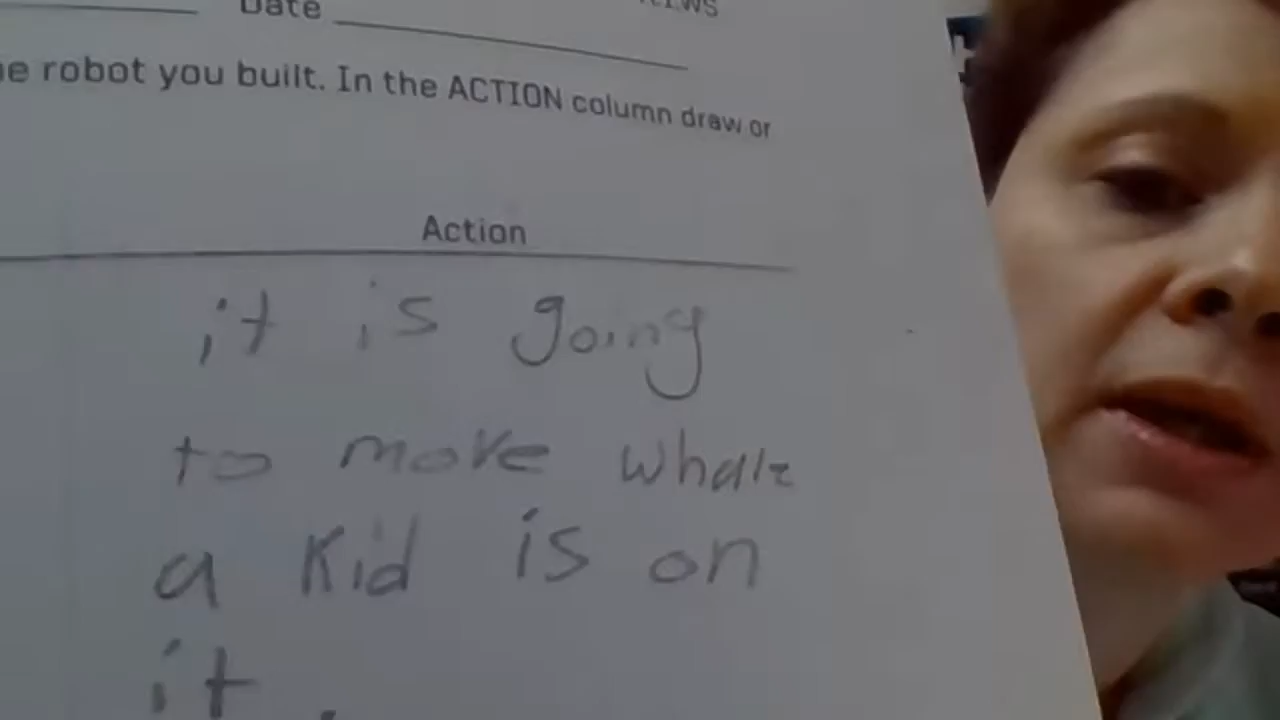 Date
e robot you built. In the ACTION column draw or
Action
it is going
to move whale
a kid is on
it.